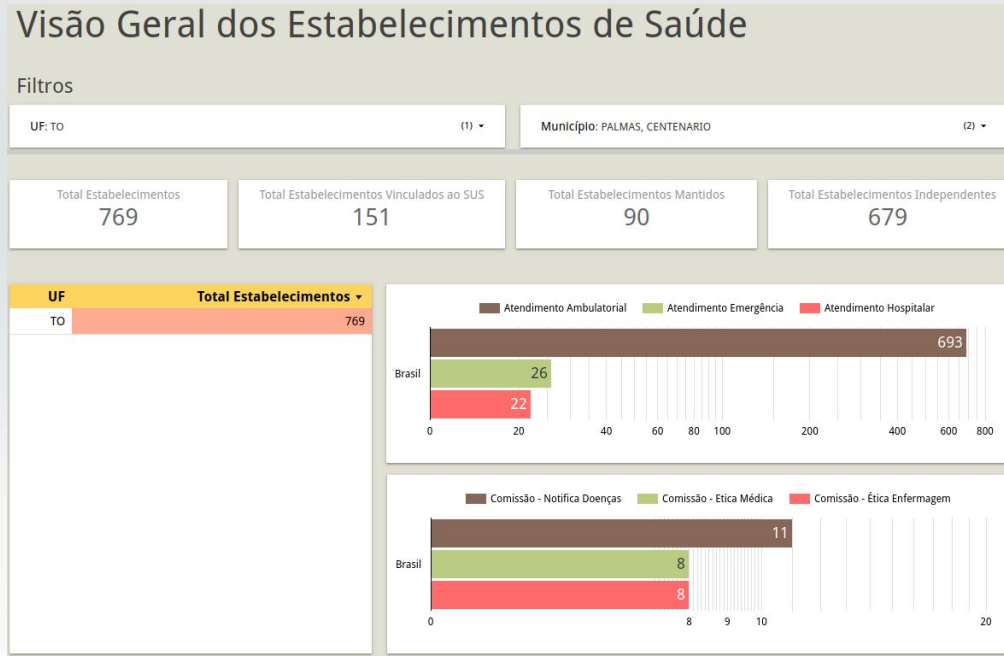 Visão Geral dos Estabelecimentos de Saúde
Filtros
UF: TO (1)
Município: PALMAS, CENTENARIO (2)
Total Estabelecimentos
769
Total Estabelecimentos Vinculados ao SUS
151
Total Estabelecimentos Mantidos
90
Total Estabelecimentos Independentes
679
UF Total Estabelecimentos
TO 769
Atendimento Ambulatorial Atendimento Emergência Atendimento Hospitalar
693
Brasil 26
22
0 20 40 60 80 100 200 400 600 800
Comissão - Notifica Doenças Comissão - Etica Médica Comissão - Ética Enfermagem
11
Brasil 8
8
0 8 9 10 20